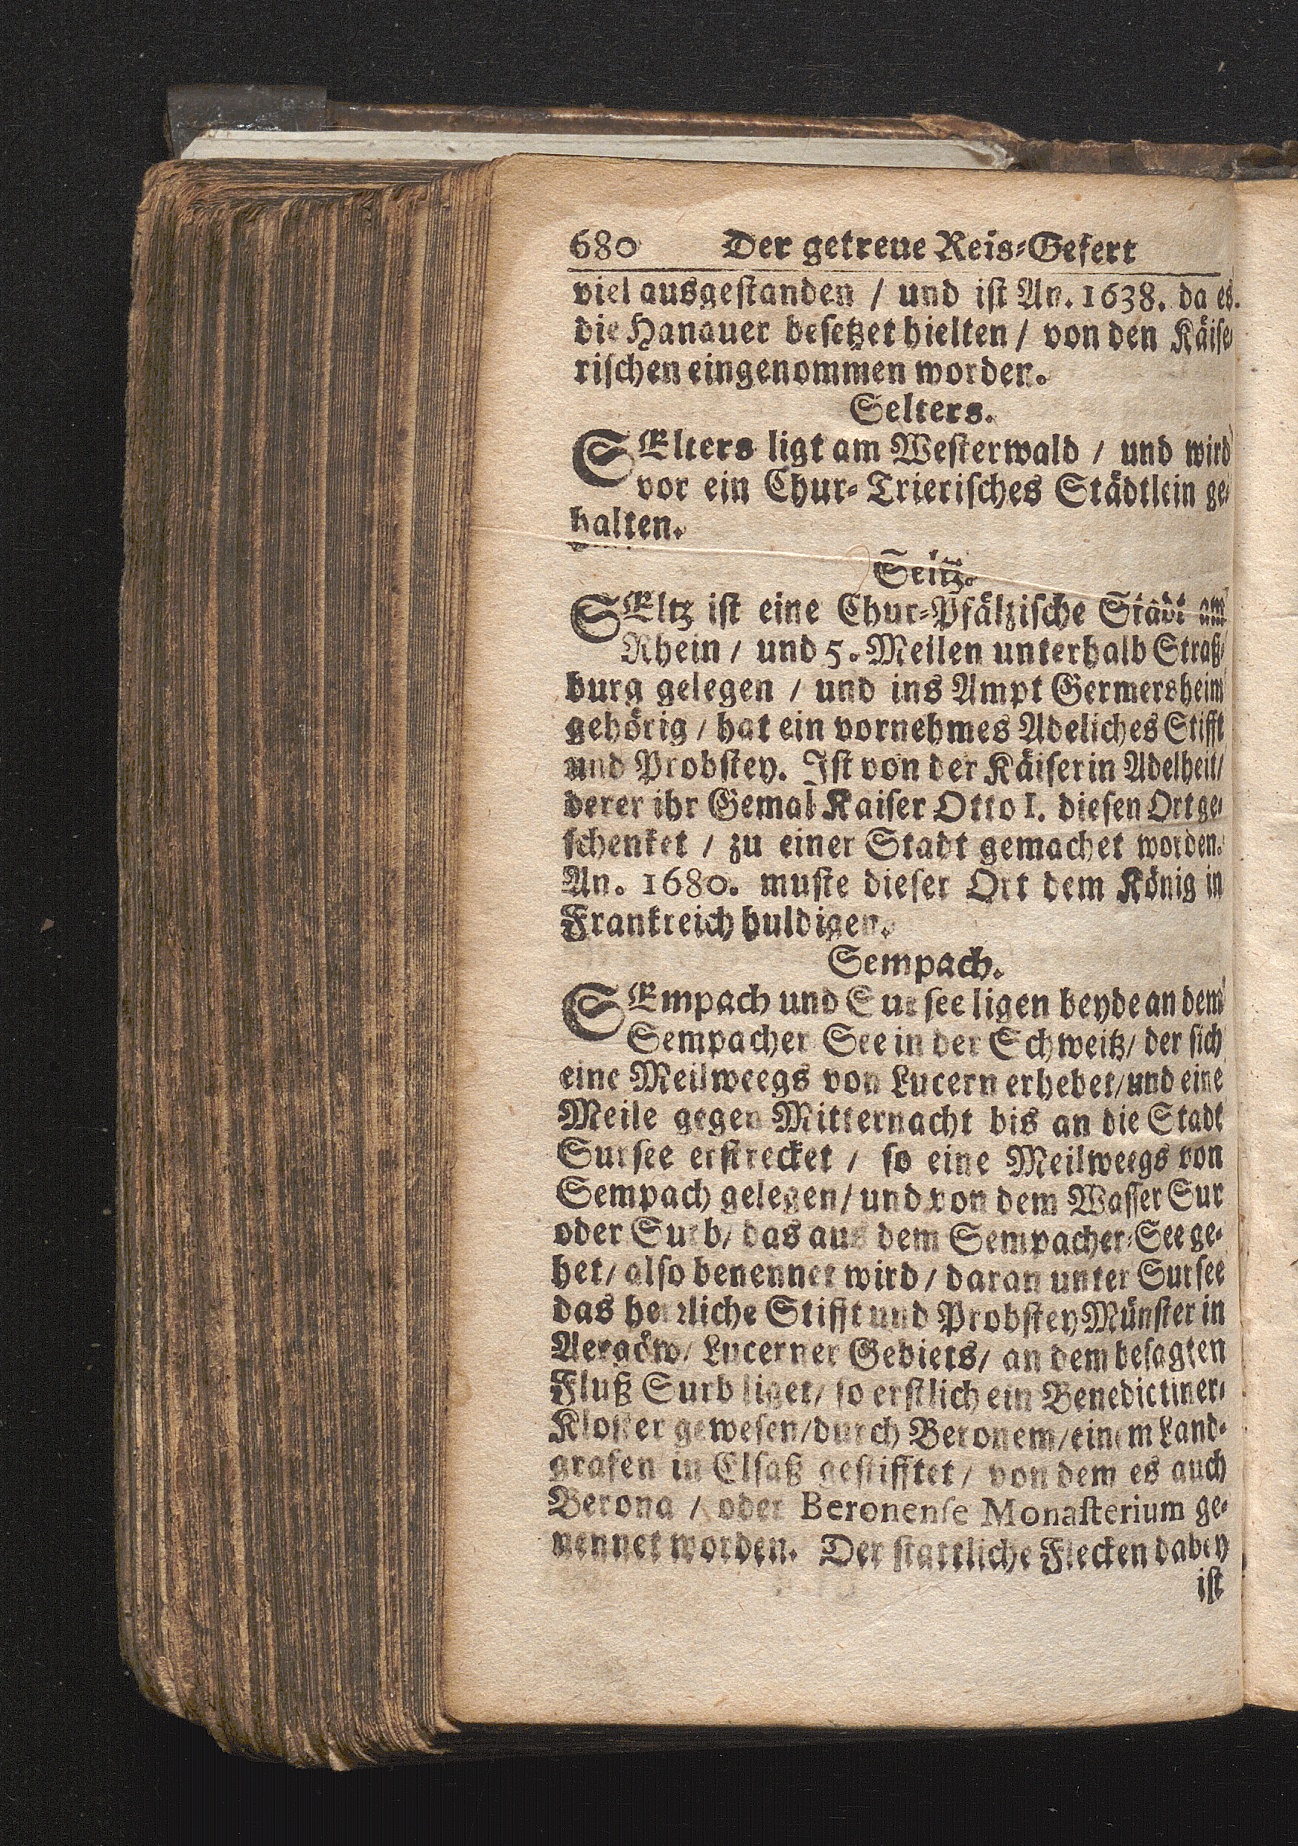 680 Der getreue Reis-Gefert
viel ausgestanden / und ist An. 1638. da es
die Hanauer besetzet hielten / von den Käise-
rischen eingenommen worden.
Selters.
SElters ligt am Westerwald / und wird
vor ein Chur-Trierisches Städtlein ge-
halten.
Seltz.
SEltz ist eine Chur-Pfältzische Stadt am
Rhein / und 5. Meilen unterhalb Straß-
burg gelegen / und ins Ampt Germersheim
gehörig / hat ein vornehmes Adeliches Stifft
und Probstey. Ist von der Käiserin Adelheit/
derer ihr Gemal Kaiser Otto I. diesen Ort ge-
schenket / zu einer Stadt gemachet worden.
An. 1680. muste dieser Ort dem König in
Franckreich huldigen.
Sempach.
SEmpach und Sursee ligen beyde an dem
Sempacher See in der Schweitz/ der sich
eine Meilweegs von Lucern erhebet/und eine
Meile gegen Mitternacht bis an die Stadt
Sursee erstrecket / so eine Meilweegs von
Sempach gelegen/ und von dem Wasser Sur
oder Surb/ das aus dem Sempacher-See ge-
het/ also benennet wird / daran unter Sursee
das herrliche Stifft und Probstey Münster in
Aergöw/ Lucerner Gebiets/ an dem besagten
Fluß Surb liget/ so erstlich ein Benedictiner-
Kloster gewesen/durch Beronem/einem Land-
grafen in Elsaß gestifftet / von dem es auch
Berona / oder Beronense Monasterium ge-
nennet worden. Der stattliche Flecken dabey
ist